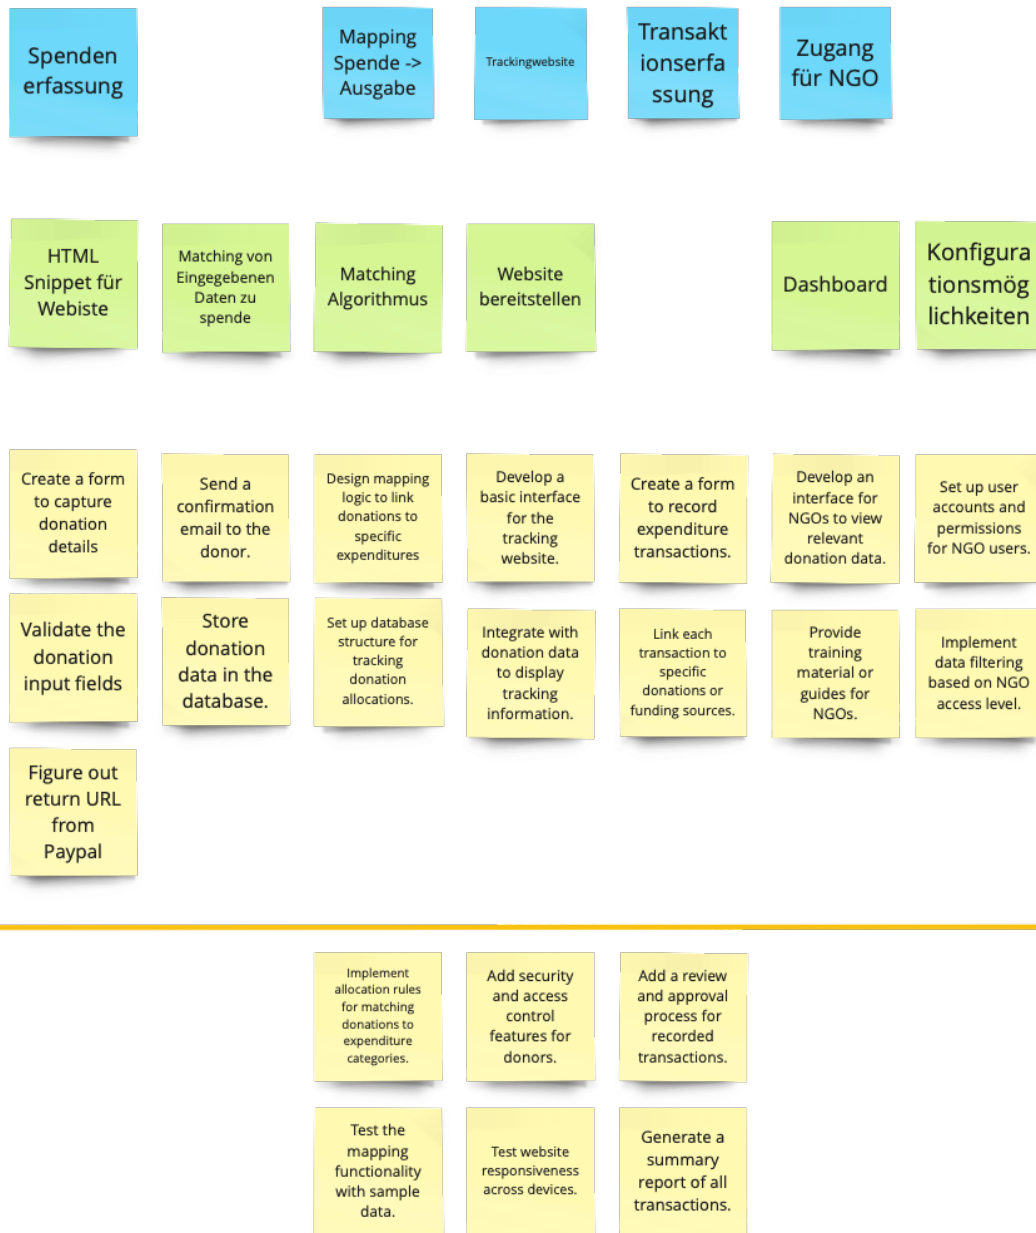 Spenden
erfassung
Mapping
Spende ->
Ausgabe
Trackingwebsite
Transakt
ionserfa
ssung
Zugang
für NGO
HTML
Snippet für
Webiste
Matching von
Eingegebenen
Daten zu
spende
Matching
Algorithmus
Website
bereitstellen
Dashboard
Konfigura
tionsmög
lichkeiten
Create a form
to capture
donation
details
Send a
confirmation
email to the
donor.
Design mapping
logic to link
donations to
specific
expenditures
Develop a
basic interface
for the
tracking
website.
Create a form
to record
expenditure
transactions.
Develop an
interface for
NGOs to view
relevant
donation data.
Set up user
accounts and
permissions
for NGO users.
Validate the
donation
input fields
Store
donation
data in the
database.
Set up database
structure for
tracking
donation
allocations.
Integrate with
donation data
to display
tracking
information.
Link each
transaction to
specific
donations or
funding sources.
Provide
training
material or
guides for
NGOs.
Implement
data filtering
based on NGO
access level.
Figure out
return URL
from
Paypal
Implement
allocation rules
for matching
donations to
expenditure
categories.
Add security
and access
control
features for
donors.
Add a review
and approval
process for
recorded
transactions.
Test the
mapping
functionality
with sample
data.
Test website
responsiveness
across devices.
Generate a
summary
report of all
transactions.